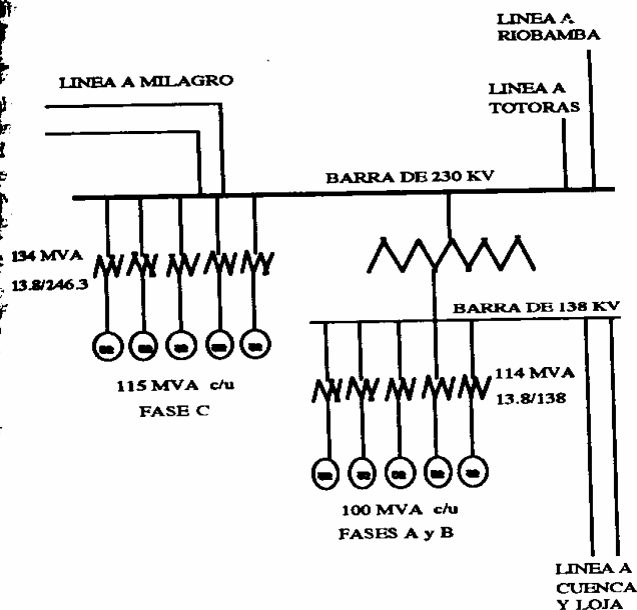 LINEA A
RIOBAMBA
LINEA A MILAGRO
LINEA A
TOTORAS
BARRA DE 230 KV
134 MVA
13.8/246.3
BARRA DE 138 KV
115 MVA c/u
FASE C
114 MVA
13.8/138
100 MVA c/u
FASES A y B
LINEA A
CUENCA
Y LOJA